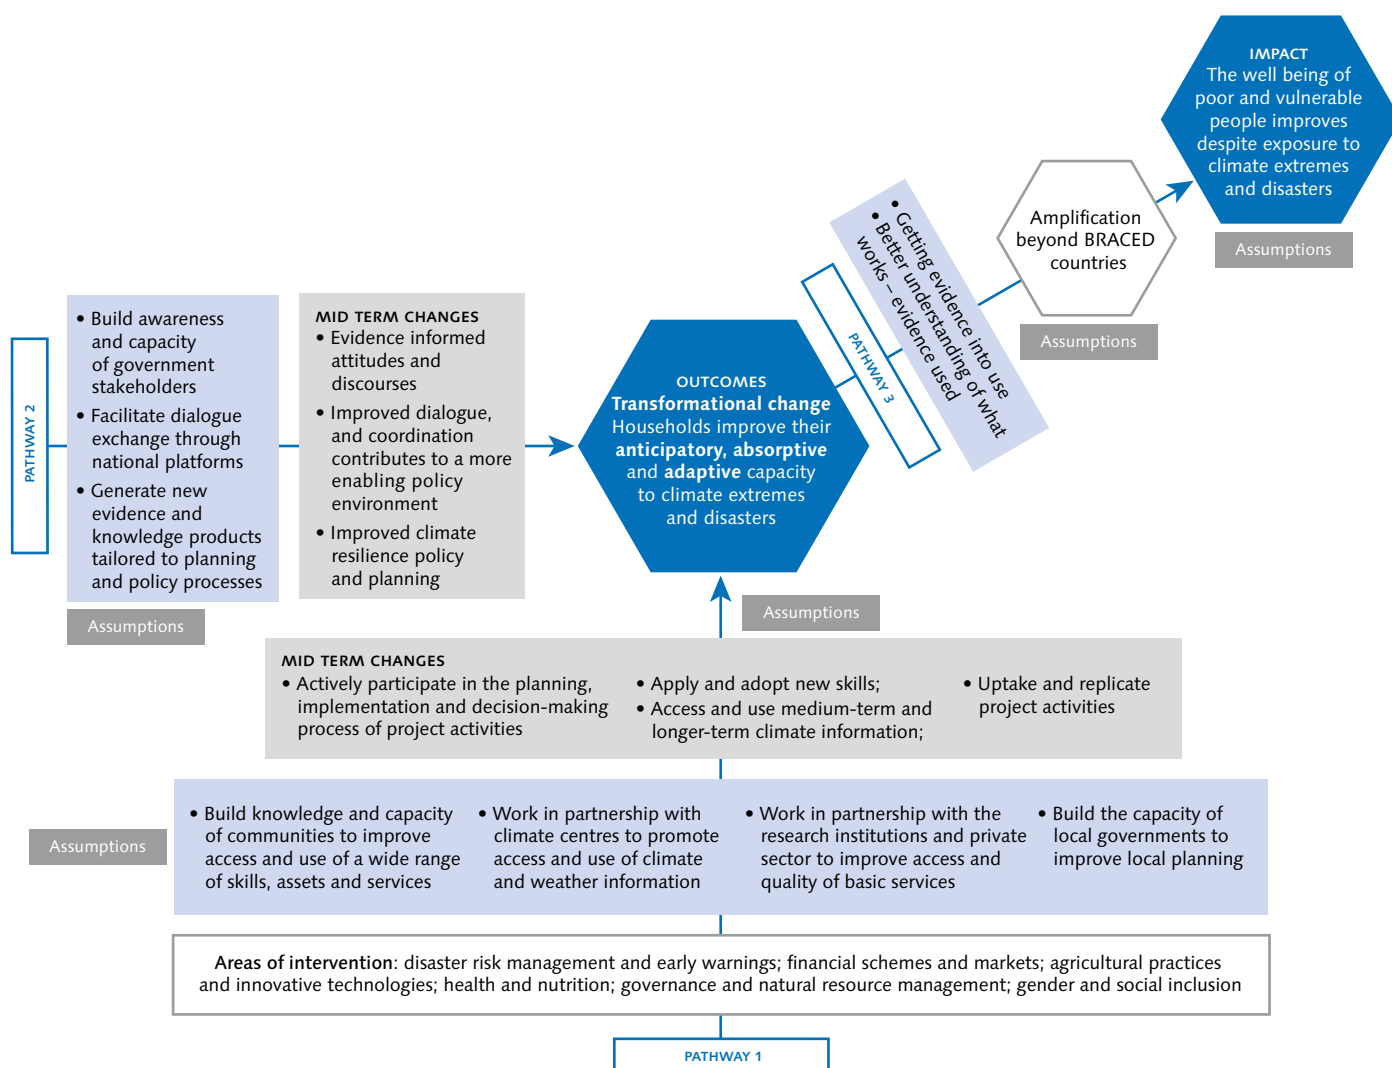 IMPACT
The well being of
poor and vulnerable
people improves
despite exposure to
climate extremes
and disasters
Assumptions
Amplification
beyond BRACED
countries
Assumptions
• Getting evidence into use
• Better understanding of what
works – evidence used
PATHWAY 3
OUTCOMES
Transformational change
Households improve their
anticipatory, absorptive
and adaptive capacity
to climate extremes
and disasters
PATHWAY 2
• Build awareness
and capacity
of government
stakeholders
• Facilitate dialogue
exchange through
national platforms
• Generate new
evidence and
knowledge products
tailored to planning
and policy processes
Assumptions
MID TERM CHANGES
• Evidence informed
attitudes and
discourses
• Improved dialogue,
and coordination
contributes to a more
enabling policy
environment
• Improved climate
resilience policy
and planning
Assumptions
MID TERM CHANGES
• Actively participate in the planning,
implementation and decision-making
process of project activities
• Apply and adopt new skills;
• Access and use medium-term and
longer-term climate information;
• Uptake and replicate
project activities
Assumptions
• Build knowledge and capacity
of communities to improve
access and use of a wide range
of skills, assets and services
• Work in partnership with
climate centres to promote
access and use of climate
and weather information
• Work in partnership with the
research institutions and private
sector to improve access and
quality of basic services
• Build the capacity of
local governments to
improve local planning
Areas of intervention: disaster risk management and early warnings; financial schemes and markets; agricultural practices
and innovative technologies; health and nutrition; governance and natural resource management; gender and social inclusion
PATHWAY 1